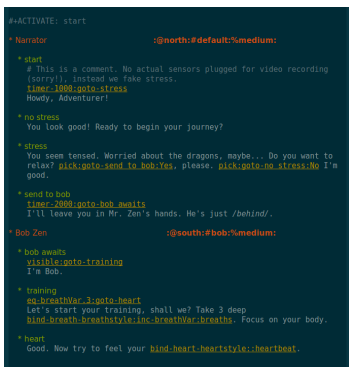 #+ACTIVATE: start
* Narrator :@north:#default:%medium:
* start
# This is a comment. No actual sensors plugged for video recording
(sorry!), instead we fake stress.
timer-1000:goto-stress
Howdy, Adventurer!
* no stress
You look good! Ready to begin your journey?
* stress
You seem tensed. Worried about the dragons, maybe... Do you want to
relax? pick:goto-send to bob:Yes, please. pick:goto-no stress:No I'm
good.
* send to bob
timer-2000:goto-bob awaits
I'll leave you in Mr. Zen's hands. He's just /behind/.
* Bob Zen :@south:#bob:%medium:
* bob awaits
visible:goto-training
I'm Bob.
* training
eq-breathVar.3:goto-heart
Let's start your training, shall we? Take 3 deep
bind-breath-breathstyle:inc-breathVar:breaths. Focus on your body.
* heart
Good. Now try to feel your bind-heart-heartstyle::heartbeat.